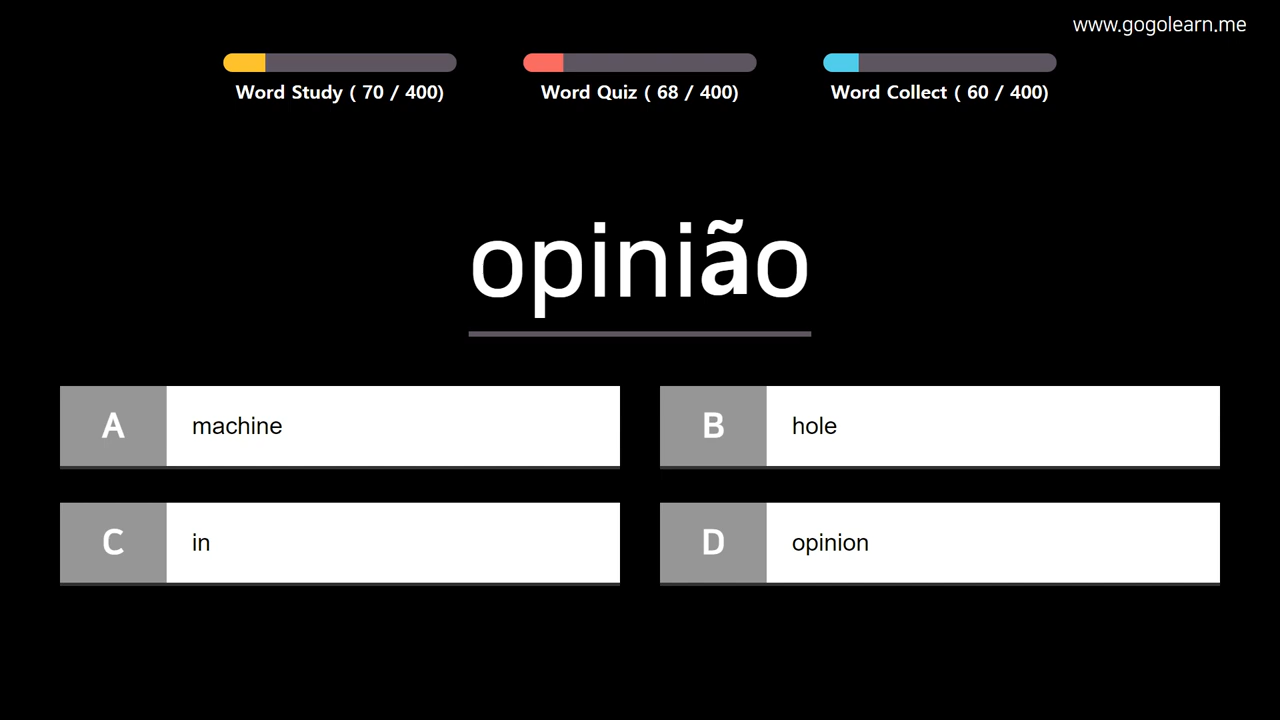 www.gogolearn.me
Word Study ( 70 / 400)
Word Quiz ( 68 / 400)
Word Collect ( 60 / 400)
opinião
A machine
B hole
C in
D opinion